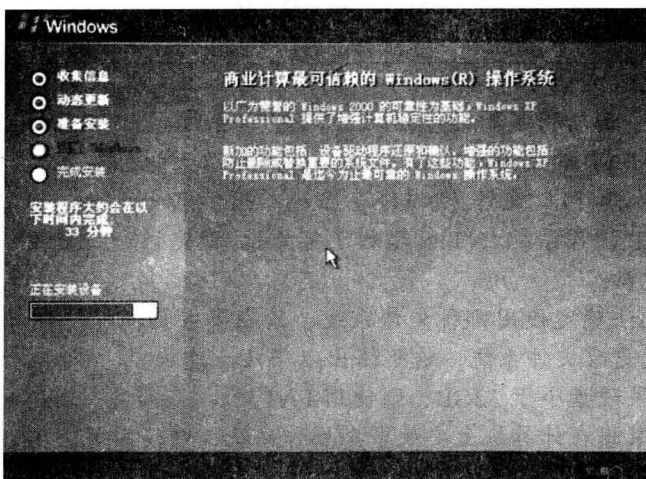 Windows
收集信息
动态更新
准备安装
Windows
完成安装
安装程序大约会在以
下时间内完成:
33 分钟
正在安装设备
商业计算最可信赖的 Windows(R) 操作系统
以广为赞誉的 Windows 2000 的可靠性为基础,Windows XP
Professional 提供了增强计算机稳定性的功能。
新加的功能包括:设备驱动程序还原和确认。增强的功能包括
防止删除或替换重要的系统文件。有了这些功能,Windows XP
Professional 是迄今为止最可靠的 Windows 操作系统。